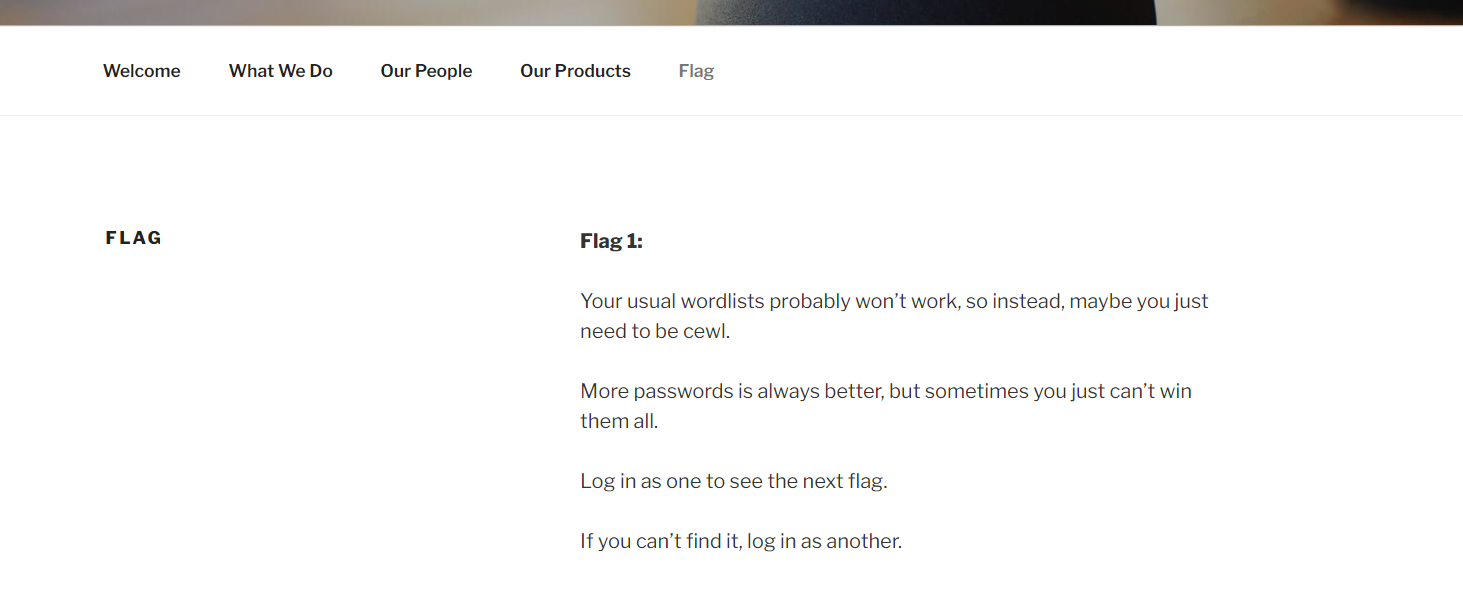 Welcome What We Do Our People Our Products Flag
FLAG
Flag 1:
Your usual wordlists probably won’t work, so instead, maybe you just
need to be cewl.
More passwords is always better, but sometimes you just can’t win
them all.
Log in as one to see the next flag.
If you can’t find it, log in as another.